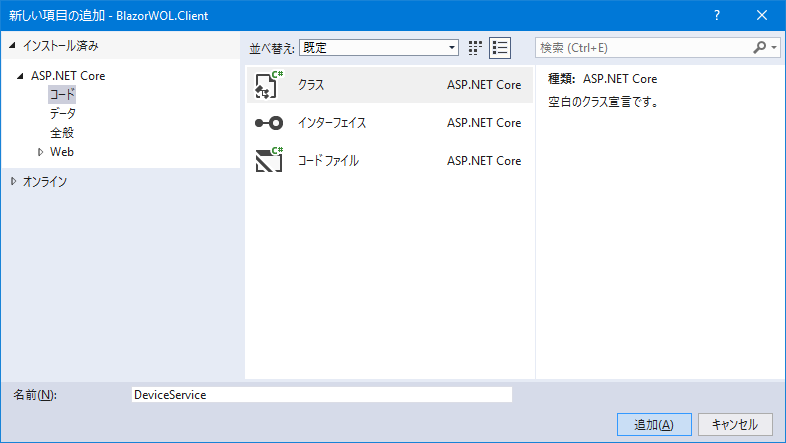 新しい項目の追加 - BlazorWOL.Client
インストール済み
並べ替え: 既定
検索 (Ctrl+E)
ASP.NET Core
コード
データ
全般
Web
オンライン
C#
クラス ASP.NET Core
インターフェイス ASP.NET Core
C#
コード ファイル ASP.NET Core
種類: ASP.NET Core
空白のクラス宣言です。
名前(N): DeviceService
追加(A) キャンセル